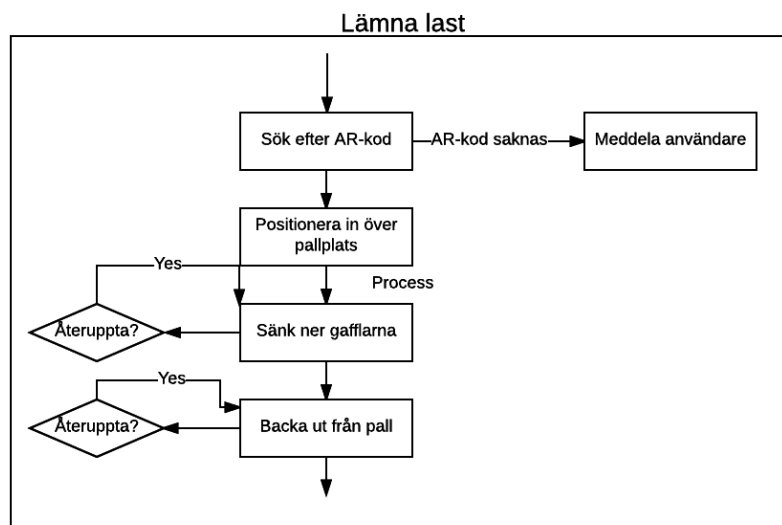 Lämna last
Sök efter AR-kod
AR-kod saknas
Meddela användare
Positionera in över
pallplats
Yes
Process
Återuppta?
Sänk ner gafflarna
Yes
Återuppta?
Backa ut från pall